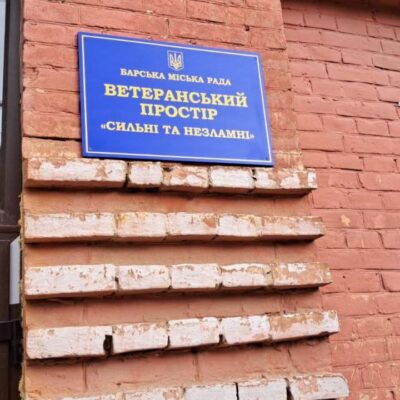 БАРСЬКА МІСЬКА РАДА
ВЕТЕРАНСЬКИЙ
ПРОСТІР
«СИЛЬНІ ТА НЕЗЛАМНІ»